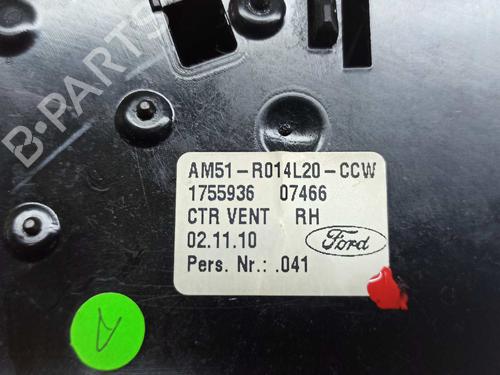 B-PARTS
AM51-R014L20-CCW
1755936 07466
CTR VENT RH
02.11.10 Ford
Pers. Nr.: .041
A